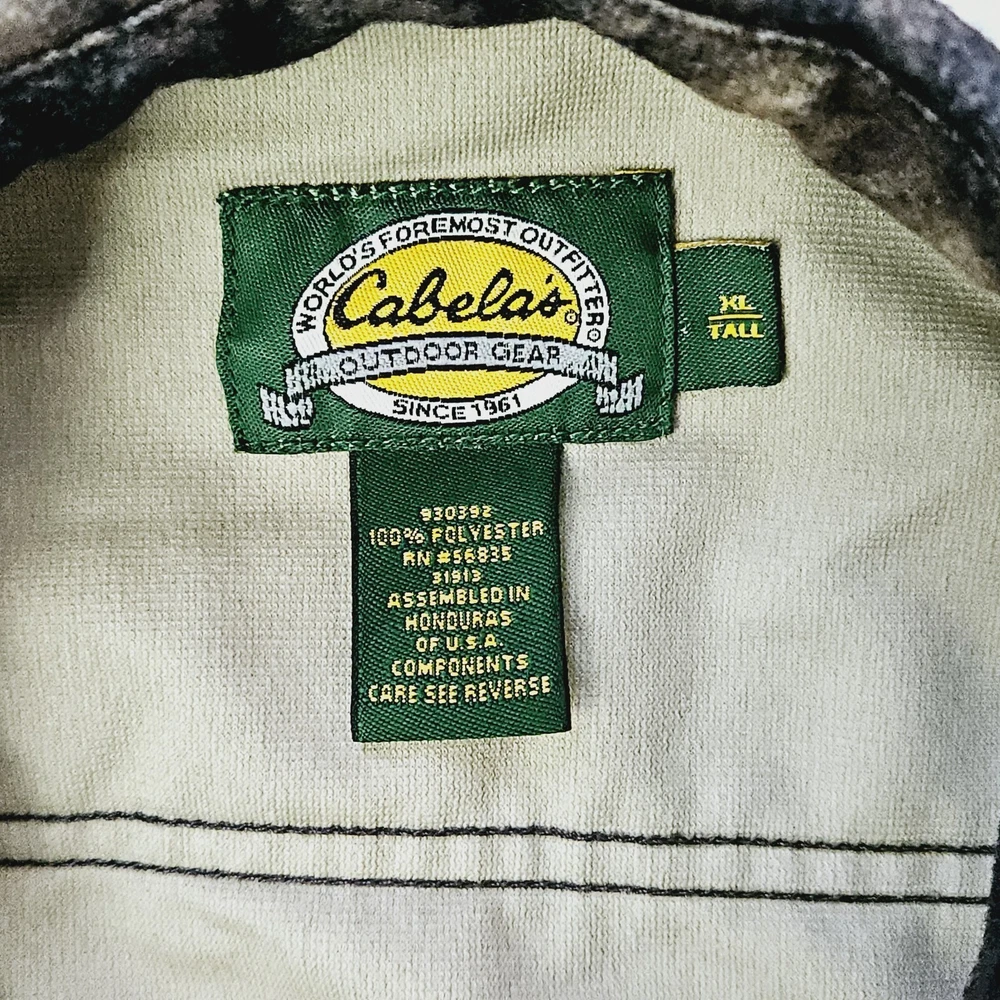 WORLD'S FOREMOST OUTFITTER®
Cabela's®
OUTDOOR GEAR
SINCE 1961
XL
TALL
930392
100% POLYESTER
RN #56835
31913
ASSEMBLED IN
HONDURAS
OF U.S.A.
COMPONENTS
CARE SEE REVERSE